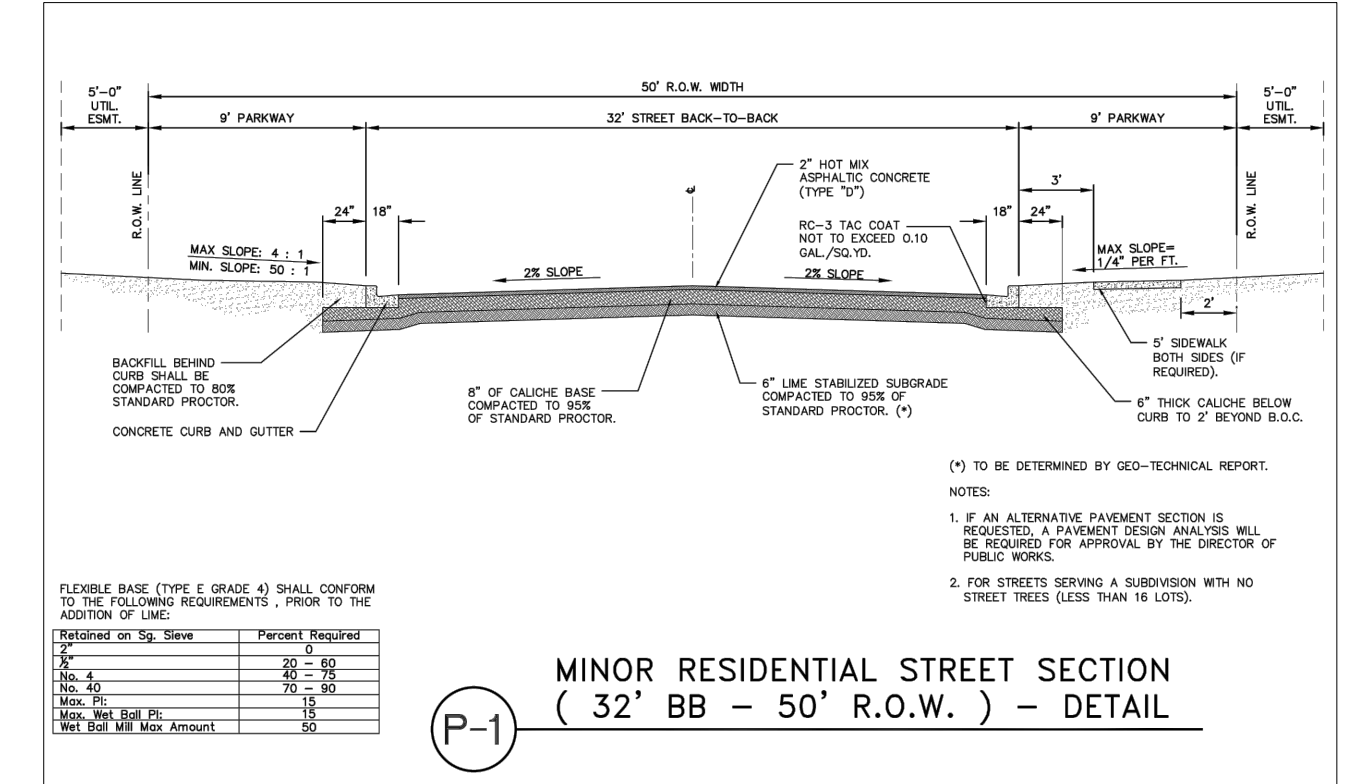 50' R.O.W. WIDTH
5'-0"
UTIL.
ESMT.
9' PARKWAY
32' STREET BACK-TO-BACK
9' PARKWAY
5'-0"
UTIL.
ESMT.
R.O.W. LINE
24"
18"
2" HOT MIX
ASPHALTIC CONCRETE
(TYPE "D")
RC-3 TAC COAT
NOT TO EXCEED 0.10
GAL./SQ.YD.
18"
24"
3'
R.O.W. LINE
MAX SLOPE: 4 : 1
MIN. SLOPE: 50 : 1
2% SLOPE
2% SLOPE
MAX SLOPE=
1/4" PER FT.
2'
BACKFILL BEHIND
CURB SHALL BE
COMPACTED TO 80%
STANDARD PROCTOR.
CONCRETE CURB AND GUTTER
8" OF CALICHE BASE
COMPACTED TO 95%
OF STANDARD PROCTOR.
6" LIME STABILIZED SUBGRADE
COMPACTED TO 95% OF
STANDARD PROCTOR. (*)
5' SIDEWALK
BOTH SIDES (IF
REQUIRED).
6" THICK CALICHE BELOW
CURB TO 2' BEYOND B.O.C.
(*) TO BE DETERMINED BY GEO-TECHNICAL REPORT.
NOTES:
1. IF AN ALTERNATIVE PAVEMENT SECTION IS
REQUESTED, A PAVEMENT DESIGN ANALYSIS WILL
BE REQUIRED FOR APPROVAL BY THE DIRECTOR OF
PUBLIC WORKS.
2. FOR STREETS SERVING A SUBDIVISION WITH NO
STREET TREES (LESS THAN 16 LOTS).
FLEXIBLE BASE (TYPE E GRADE 4) SHALL CONFORM
TO THE FOLLOWING REQUIREMENTS , PRIOR TO THE
ADDITION OF LIME:
Retained on Sg. Sieve Percent Required
2" 0
½" 20 - 60
No. 4 40 - 75
No. 40 70 - 90
Max. PI: 15
Max. Wet Ball PI: 15
Wet Ball Mill Max Amount 50
P-1
MINOR RESIDENTIAL STREET SECTION
( 32' BB - 50' R.O.W. ) - DETAIL